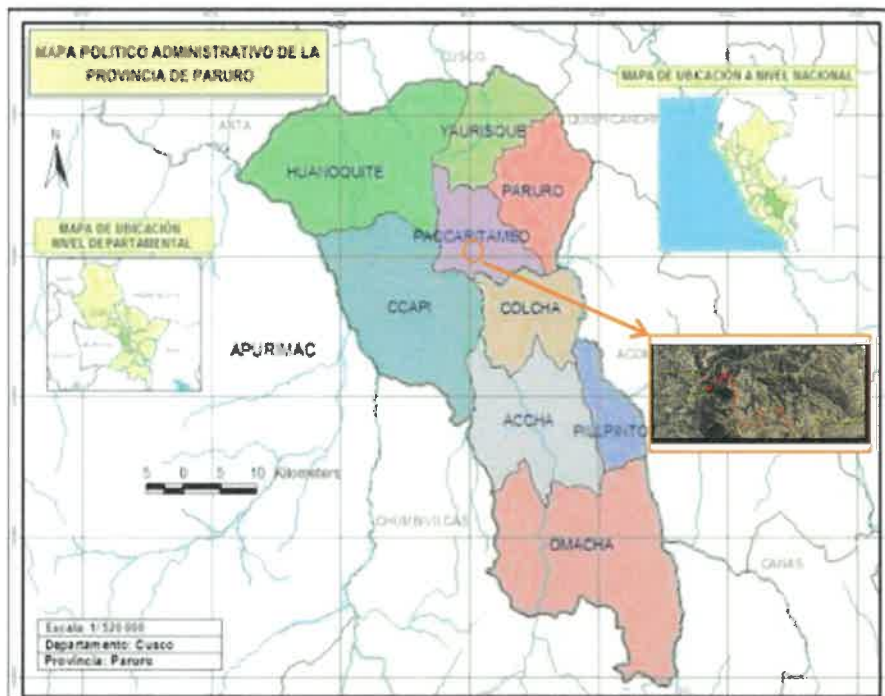 MAPA POLITICO ADMINISTRATIVO DE LA
PROVINCIA DE PARURO
CUSCO
MAPA DE UBICACIÓN A NIVEL NACIONAL
ANTA
YAURISQUE
HUANOQUITE
PARURO
N
MAPA DE UBICACIÓN
NIVEL DEPARTAMENTAL
PACCARITAMBO
CCAPI
COLCHA
APURIMAC
ACCHA
PILLPINTO
5 0 5 10 Kilometers
CHUMBIVILCAS
OMACHA
CANAS
Escala: 1/520 000
Departamento: Cusco
Provincia: Paruro